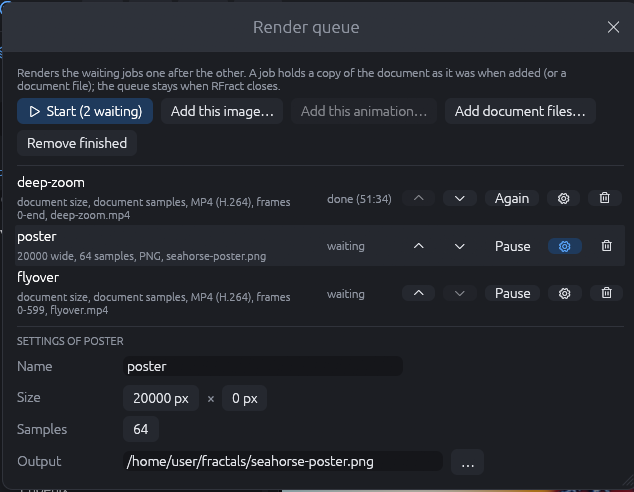 Render queue
Renders the waiting jobs one after the other. A job holds a copy of the document as it was when added (or a
document file); the queue stays when RFract closes.
Start (2 waiting) Add this image... Add this animation... Add document files...
Remove finished
deep-zoom
document size, document samples, MP4 (H.264), frames
0-end, deep-zoom.mp4
done (51:34) Again
poster
20000 wide, 64 samples, PNG, seahorse-poster.png
waiting Pause
flyover
document size, document samples, MP4 (H.264), frames
0-599, flyover.mp4
waiting Pause
SETTINGS OF POSTER
Name poster
Size 20000 px × 0 px
Samples 64
Output /home/user/fractals/seahorse-poster.png ...